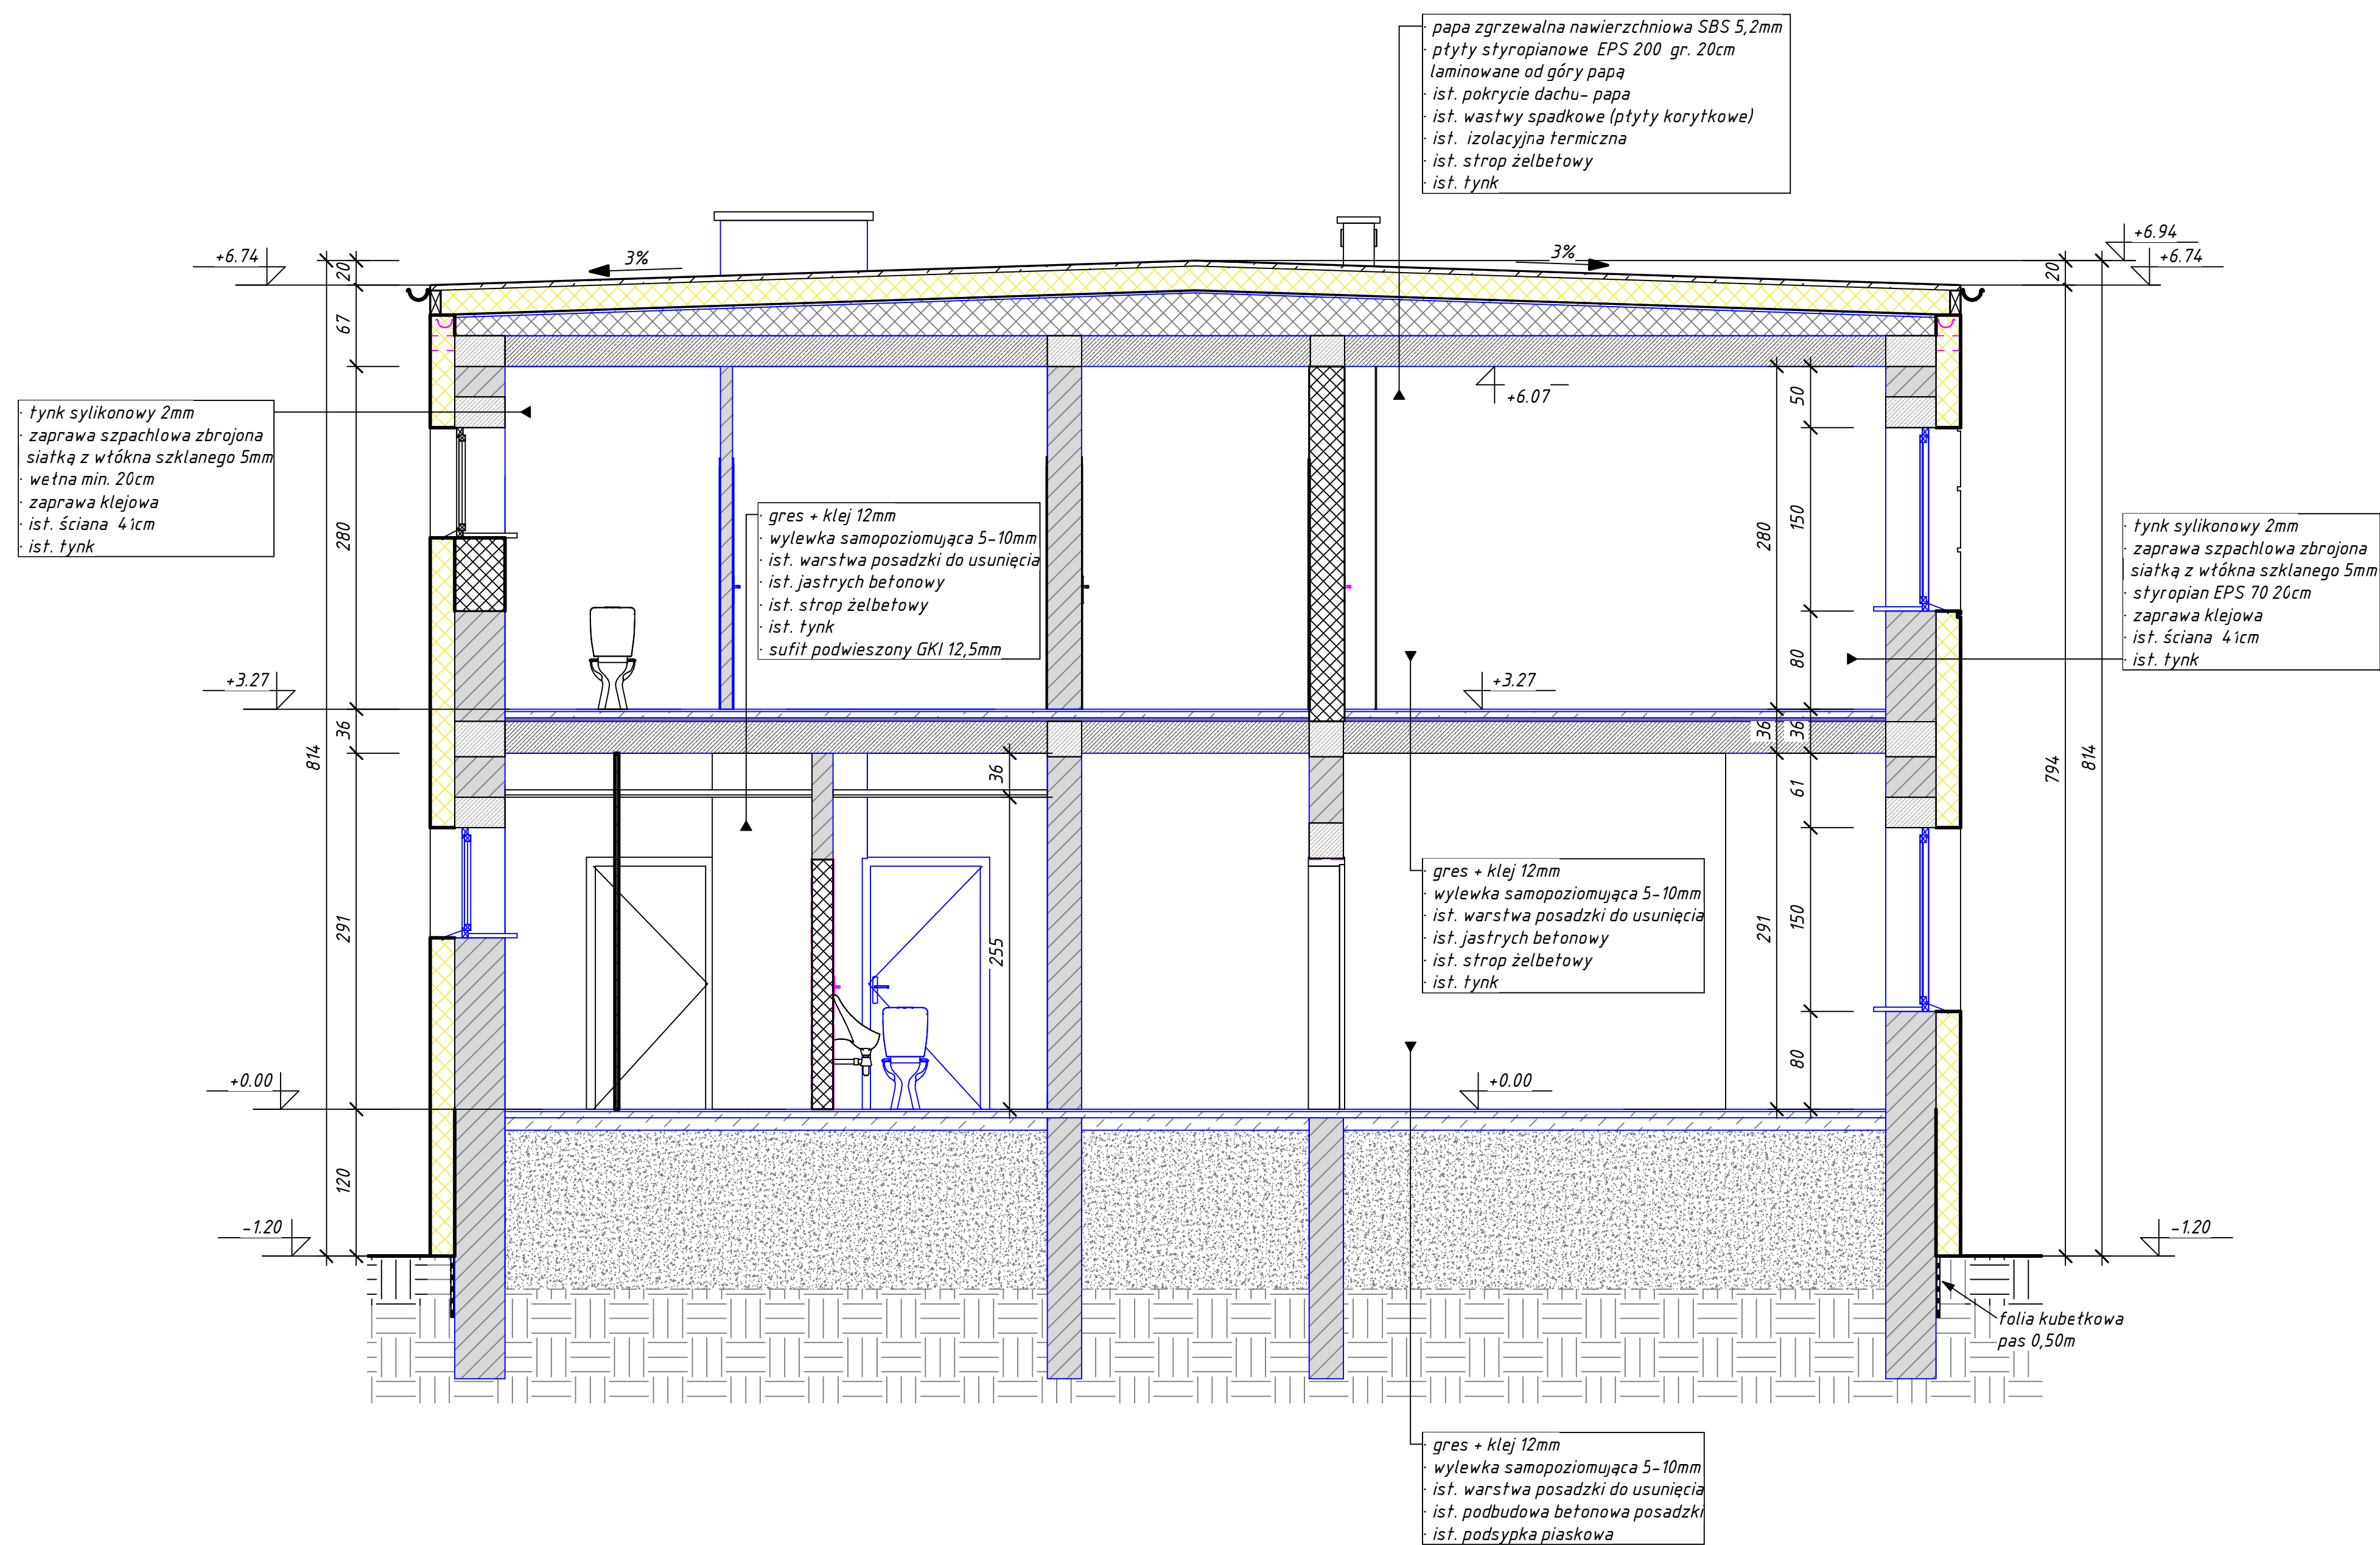 · papa zgrzewalna nawierzchniowa SBS 5,2mm
· płyty styropianowe EPS 200 gr. 20cm
laminowane od góry papą
· ist. pokrycie dachu- papa
· ist. wastwy spadkowe (płyty korytkowe)
· ist. izolacyjna termiczna
· ist. strop żelbetowy
· ist. tynk
+6.74
20
3%
3%
+6.94
20
+6.74
67
+6.07
50
· tynk sylikonowy 2mm
· zaprawa szpachlowa zbrojona
siatką z włókna szklanego 5mm
· wełna min. 20cm
· zaprawa klejowa
· ist. ściana 41cm
· ist. tynk
280
· gres + klej 12mm
· wylewka samopoziomująca 5-10mm
· ist. warstwa posadzki do usunięcia
· ist. jastrych betonowy
· ist. strop żelbetowy
· ist. tynk
· sufit podwieszony GKI 12,5mm
280
150
· tynk sylikonowy 2mm
· zaprawa szpachlowa zbrojona
siatką z włókna szklanego 5mm
· styropian EPS 70 20cm
· zaprawa klejowa
· ist. ściana 41cm
· ist. tynk
80
+3.27
+3.27
814
36
36
36
36
61
794
814
291
255
· gres + klej 12mm
· wylewka samopoziomująca 5-10mm
· ist. warstwa posadzki do usunięcia
· ist. jastrych betonowy
· ist. strop żelbetowy
· ist. tynk
291
150
80
+0.00
+0.00
120
-1.20
-1.20
folia kubełkowa
pas 0,50m
· gres + klej 12mm
· wylewka samopoziomująca 5-10mm
· ist. warstwa posadzki do usunięcia
· ist. podbudowa betonowa posadzki
· ist. podsypka piaskowa